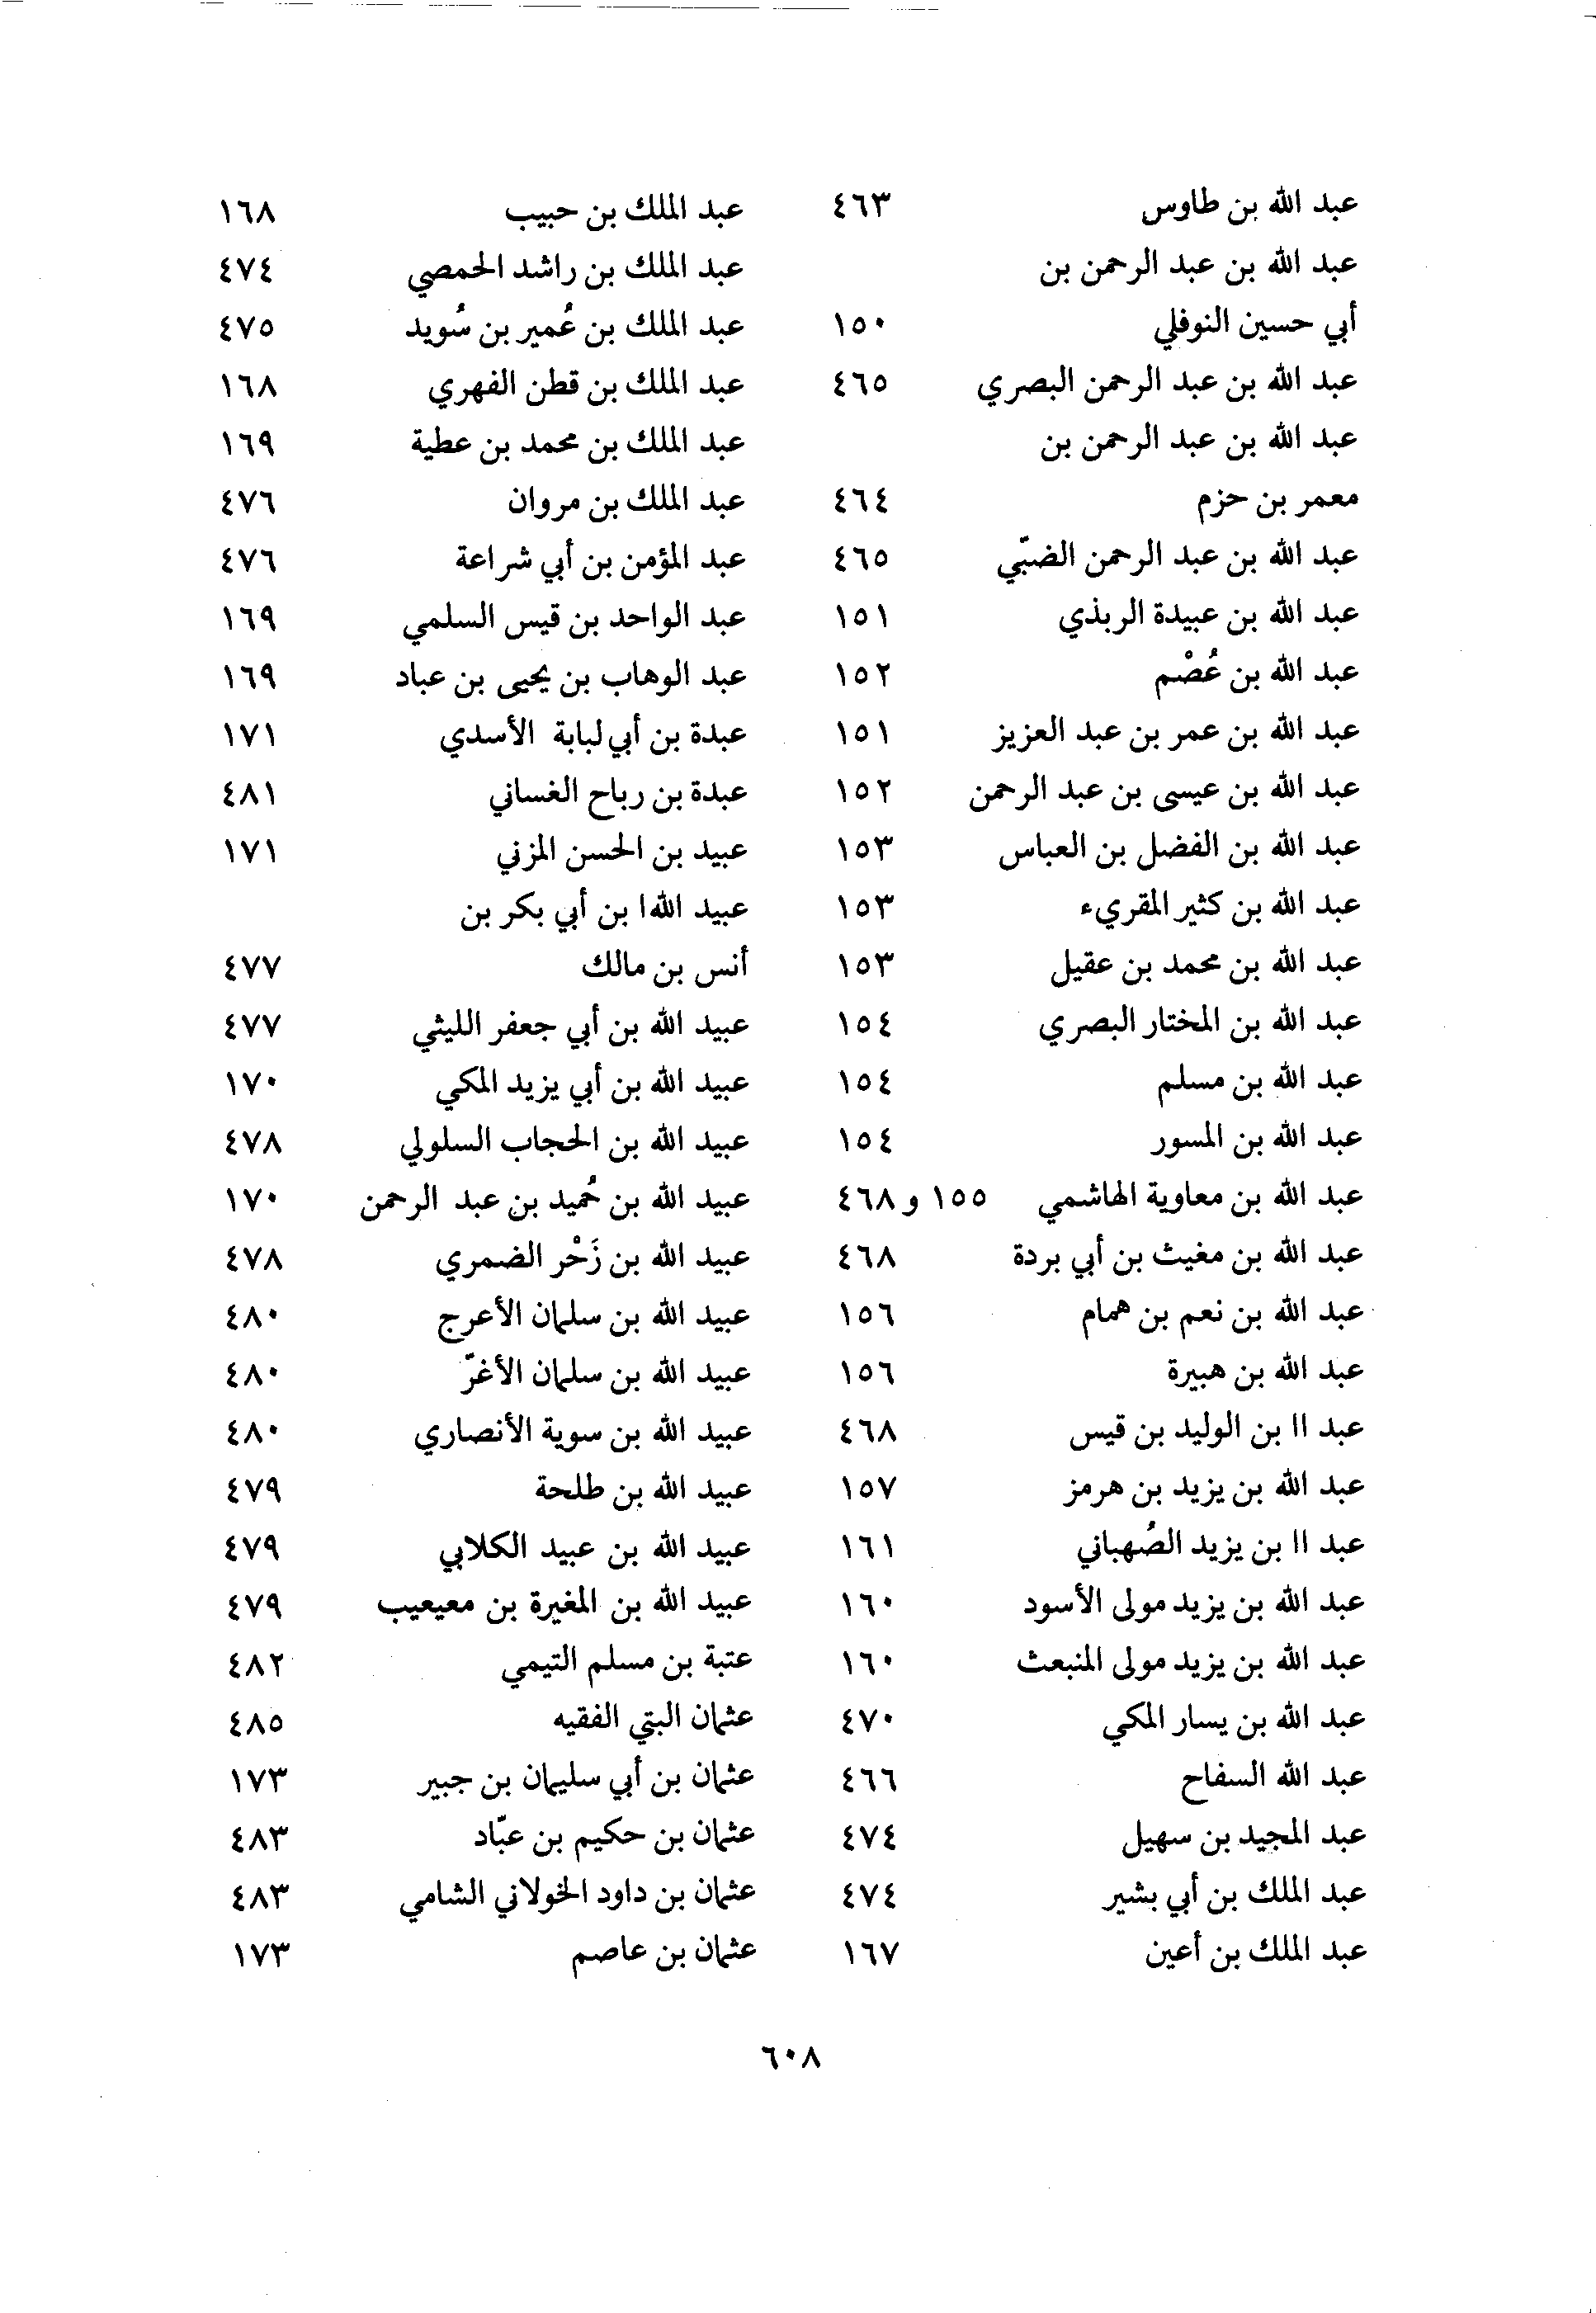 عبد الله بن طاوس ٤٦٣
عبد الله بن عبد الرحمن بن
أبي حسين النوفلي ١٥٠
عبد الله بن عبد الرحمن البصري ٤٦٥
عبد الله بن عبد الرحمن بن
معمر بن حزم ٤٦٤
عبد الله بن عبد الرحمن الضبّي ٤٦٥
عبد الله بن عبيدة الربذي ١٥١
عبد الله بن عُصْم ١٥٢
عبد الله بن عمر بن عبد العزيز ١٥١
عبد الله بن عيسى بن عبد الرحمن ١٥٢
عبد الله بن الفضل بن العباس ١٥٣
عبد الله بن كثير المقريء ١٥٣
عبد الله بن محمد بن عقيل ١٥٣
عبد الله بن المختار البصري ١٥٤
عبد الله بن مسلم ١٥٤
عبد الله بن المسور ١٥٤
عبد الله بن معاوية الهاشمي ١٥٥ و ٤٦٨
عبد الله بن مغيث بن أبي بردة ٤٦٨
عبد الله بن نعم بن همام ١٥٦
عبد الله بن هبيرة ١٥٦
عبد اا بن الوليد بن قيس ٤٦٨
عبد الله بن يزيد بن هرمز ١٥٧
عبد اا بن يزيد الصُهباني ١٦١
عبد الله بن يزيد مولى الأسود ١٦٠
عبد الله بن يزيد مولى المنبعث ١٦٠
عبد الله بن يسار المكي ٤٧٠
عبد الله السفاح ٤٦٦
عبد المجيد بن سهيل ٤٧٤
عبد الملك بن أبي بشير ٤٧٤
عبد الملك بن أعين ١٦٧
عبد الملك بن حبيب ١٦٨
عبد الملك بن راشد الحمصي ٤٧٤
عبد الملك بن عُمير بن سُويد ٤٧٥
عبد الملك بن قطن الفهري ١٦٨
عبد الملك بن محمد بن عطية ١٦٩
عبد الملك بن مروان ٤٧٦
عبد المؤمن بن أبي شراعة ٤٧٦
عبد الواحد بن قيس السلمي ١٦٩
عبد الوهاب بن يحيى بن عباد ١٦٩
عبدة بن أبي لبابة الأسدي ١٧١
عبدة بن رباح الغساني ٤٨١
عبيد بن الحسن المزني ١٧١
عبيد اللها بن أبي بكر بن
أنس بن مالك ٤٧٧
عبيد الله بن أبي جعفر الليثي ٤٧٧
عبيد الله بن أبي يزيد المكي ١٧٠
عبيد الله بن الحجاب السلولي ٤٧٨
عبيد الله بن حُميد بن عبد الرحمن ١٧٠
عبيد الله بن زَحْر الضمري ٤٧٨
عبيد الله بن سلمان الأعرج ٤٨٠
عبيد الله بن سلمان الأغرّ ٤٨٠
عبيد الله بن سوية الأنصاري ٤٨٠
عبيد الله بن طلحة ٤٧٩
عبيد الله بن عبيد الكلابي ٤٧٩
عبيد الله بن المغيرة بن معيعيب ٤٧٩
عتبة بن مسلم التيمي ٤٨٢
عثمان البتي الفقيه ٤٨٥
عثمان بن أبي سليمان بن جبير ١٧٣
عثمان بن حكيم بن عبّاد ٤٨٣
عثمان بن داود الخولاني الشامي ٤٨٣
عثمان بن عاصم ١٧٣
٦٠٨